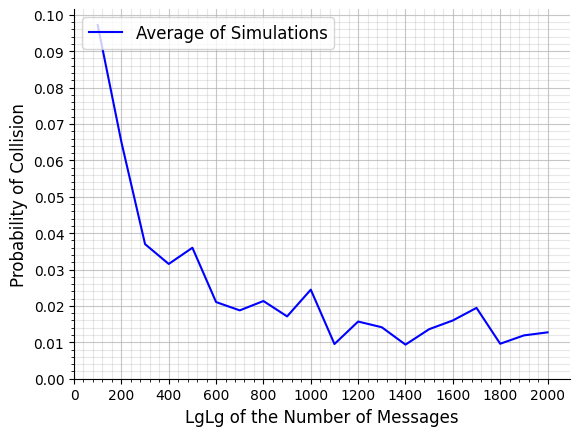 Average of Simulations
0.10
0.09
0.08
0.07
0.06
0.05
0.04
0.03
0.02
0.01
0.00
Probability of Collision
0 200 400 600 800 1000 1200 1400 1600 1800 2000
LgLg of the Number of Messages